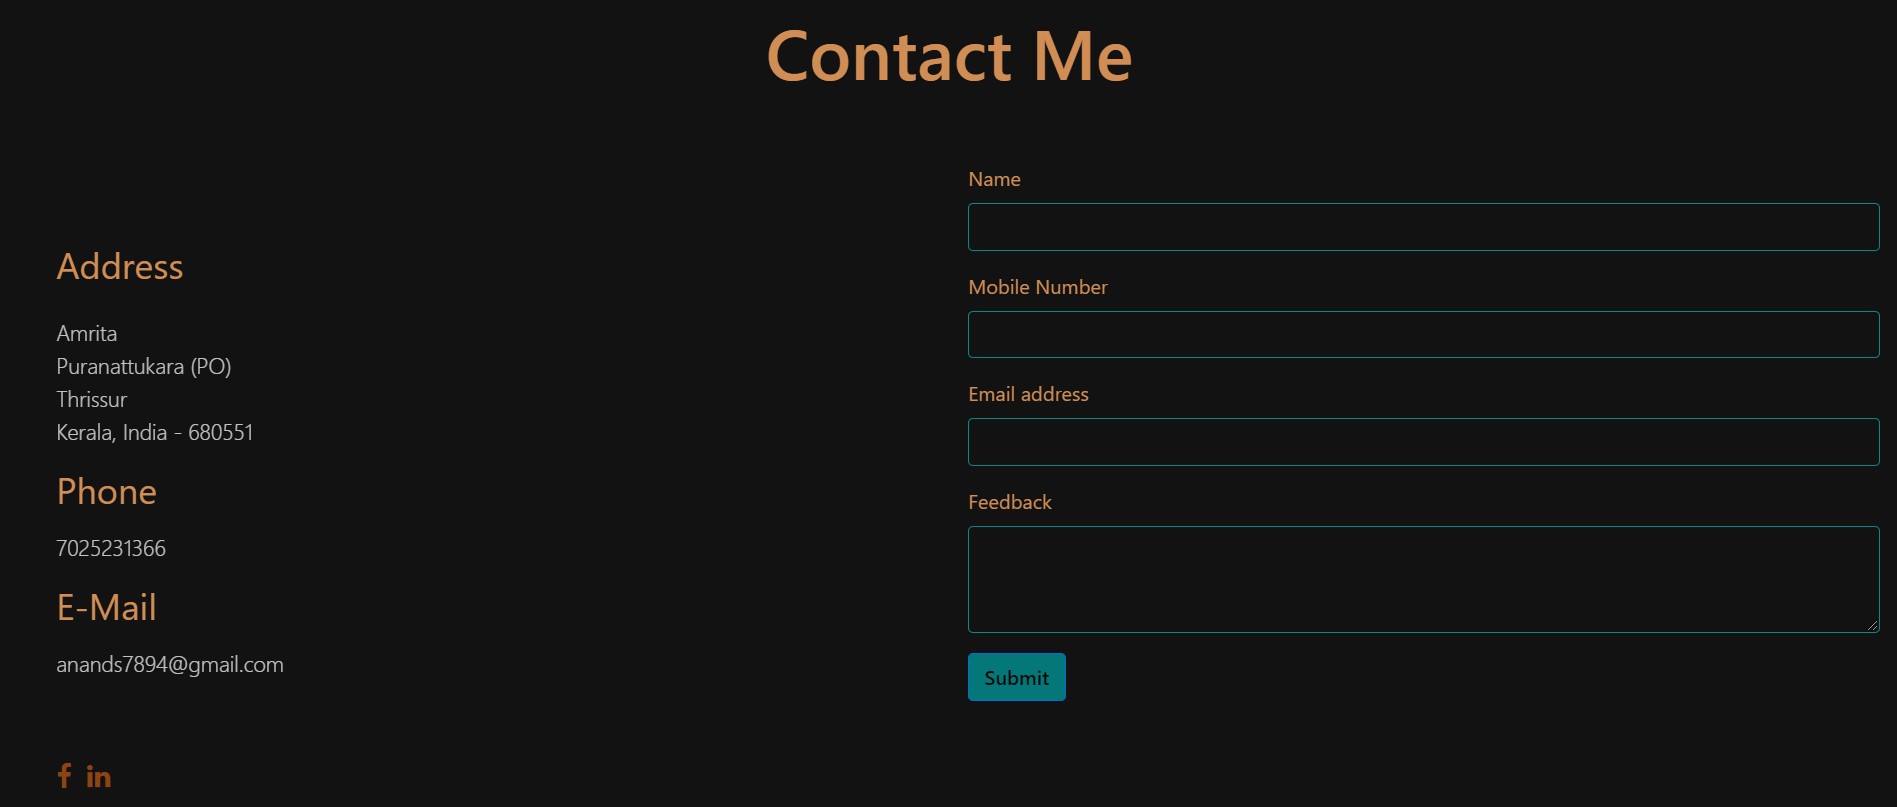 Contact Me
Address
Amrita
Puranattukara (PO)
Thrissur
Kerala, India - 680551
Phone
7025231366
E-Mail
anands7894@gmail.com
f in
Name
Mobile Number
Email address
Feedback
Submit